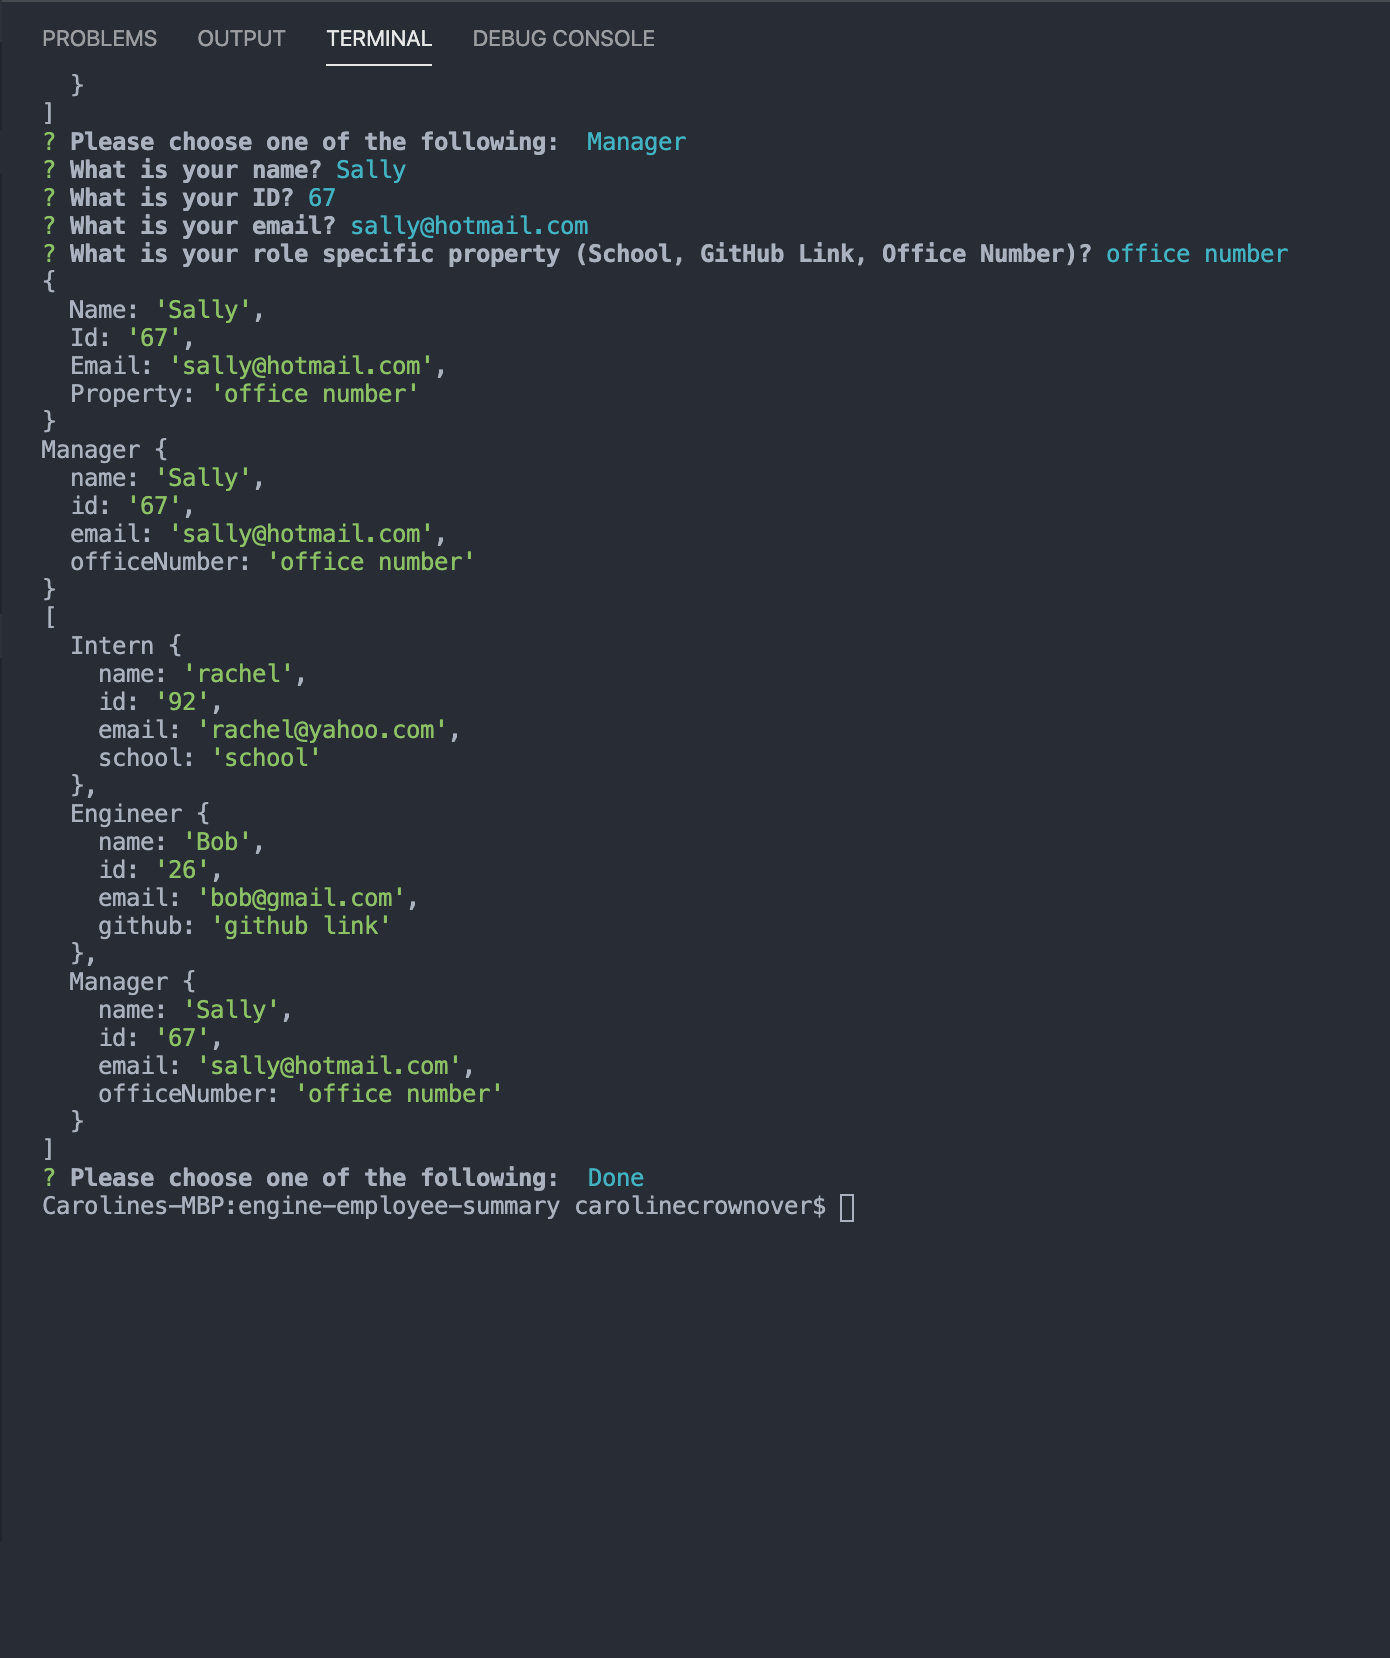 PROBLEMS OUTPUT TERMINAL DEBUG CONSOLE
  }
]
? Please choose one of the following:  Manager
? What is your name? Sally
? What is your ID? 67
? What is your email? sally@hotmail.com
? What is your role specific property (School, GitHub Link, Office Number)? office number
{
  Name: 'Sally',
  Id: '67',
  Email: 'sally@hotmail.com',
  Property: 'office number'
}
Manager {
  name: 'Sally',
  id: '67',
  email: 'sally@hotmail.com',
  officeNumber: 'office number'
}
[
  Intern {
    name: 'rachel',
    id: '92',
    email: 'rachel@yahoo.com',
    school: 'school'
  },
  Engineer {
    name: 'Bob',
    id: '26',
    email: 'bob@gmail.com',
    github: 'github link'
  },
  Manager {
    name: 'Sally',
    id: '67',
    email: 'sally@hotmail.com',
    officeNumber: 'office number'
  }
]
? Please choose one of the following:  Done
Carolines-MBP:engine-employee-summary carolinecrownover$